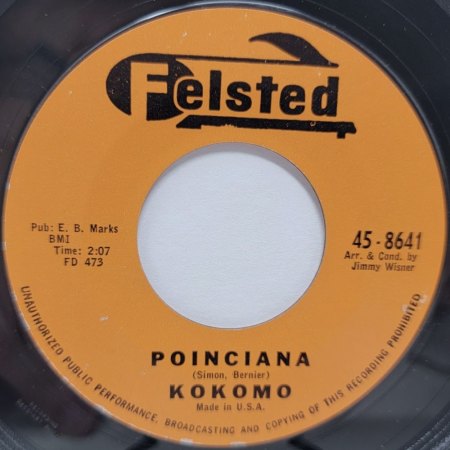 Felsted
Pub: E. B. Marks
BMI
Time: 2:07
FD 473
45-8641
Arr. & Cond. by
Jimmy Wisner
POINCIANA
(Simon, Bernier)
KOKOMO
Made in U.S.A.
UNAUTHORIZED PUBLIC PERFORMANCE, BROADCASTING AND COPYING OF THIS RECORDING PROHIBITED